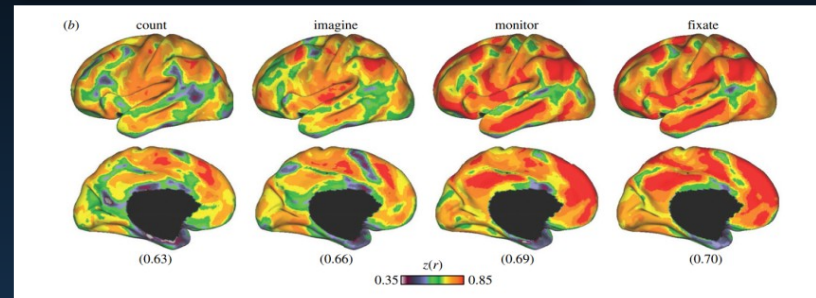 (b) count imagine monitor fixate
(0.63) (0.66) (0.69) (0.70)
z(r)
0.35 0.85